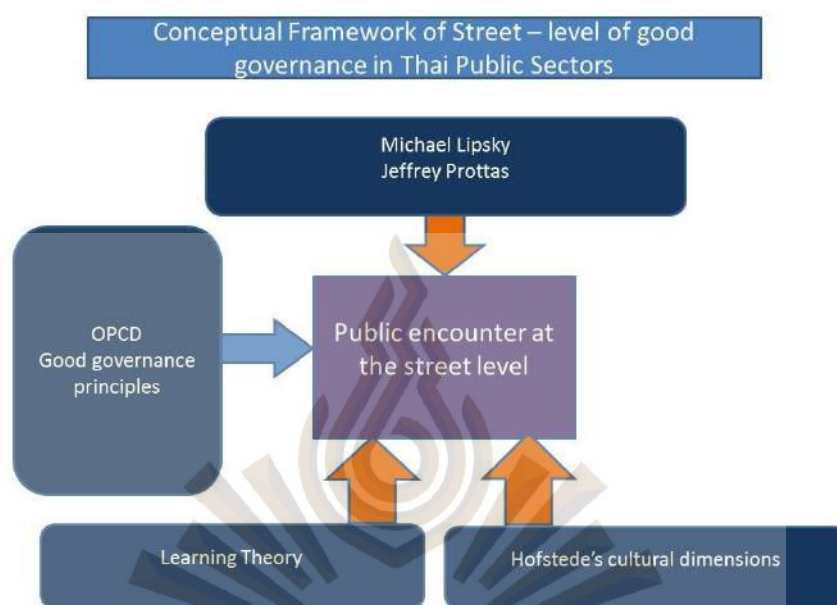 Conceptual Framework of Street – level of good
governance in Thai Public Sectors
Michael Lipsky
Jeffrey Prottas
OPCD
Good governance
principles
Public encounter at
the street level
Learning Theory
Hofstede's cultural dimensions